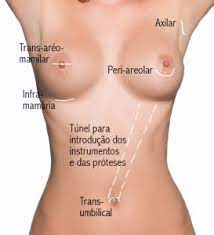 Axilar
Trans-aréo-
mamilar
Peri-areolar
Infra-
mamária
Túnel para
introdução dos
instrumentos
e das próteses
Trans-
umbilical